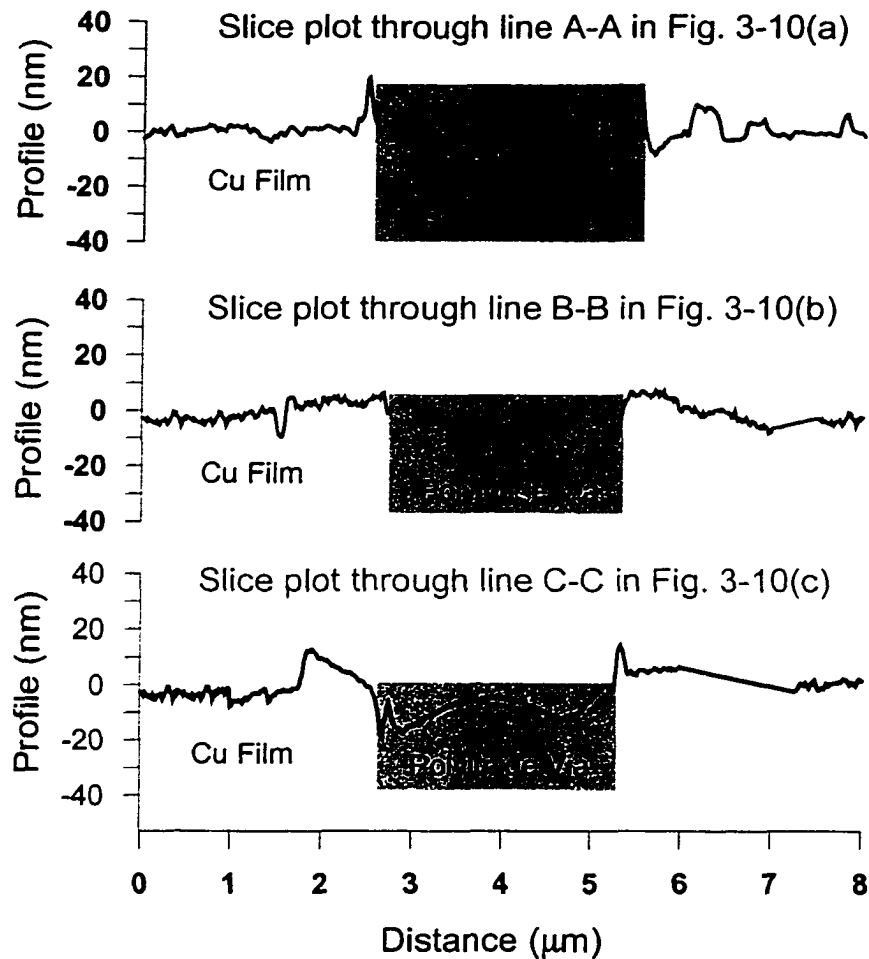 Slice plot through line A-A in Fig. 3-10(a)
Profile (nm)
40
20
0
-20
-40
Cu Film
Slice plot through line B-B in Fig. 3-10(b)
Profile (nm)
40
20
0
-20
-40
Cu Film
Slice plot through line C-C in Fig. 3-10(c)
Profile (nm)
40
20
0
-20
-40
Cu Film
Via
0 1 2 3 4 5 6 7 8
Distance (μm)